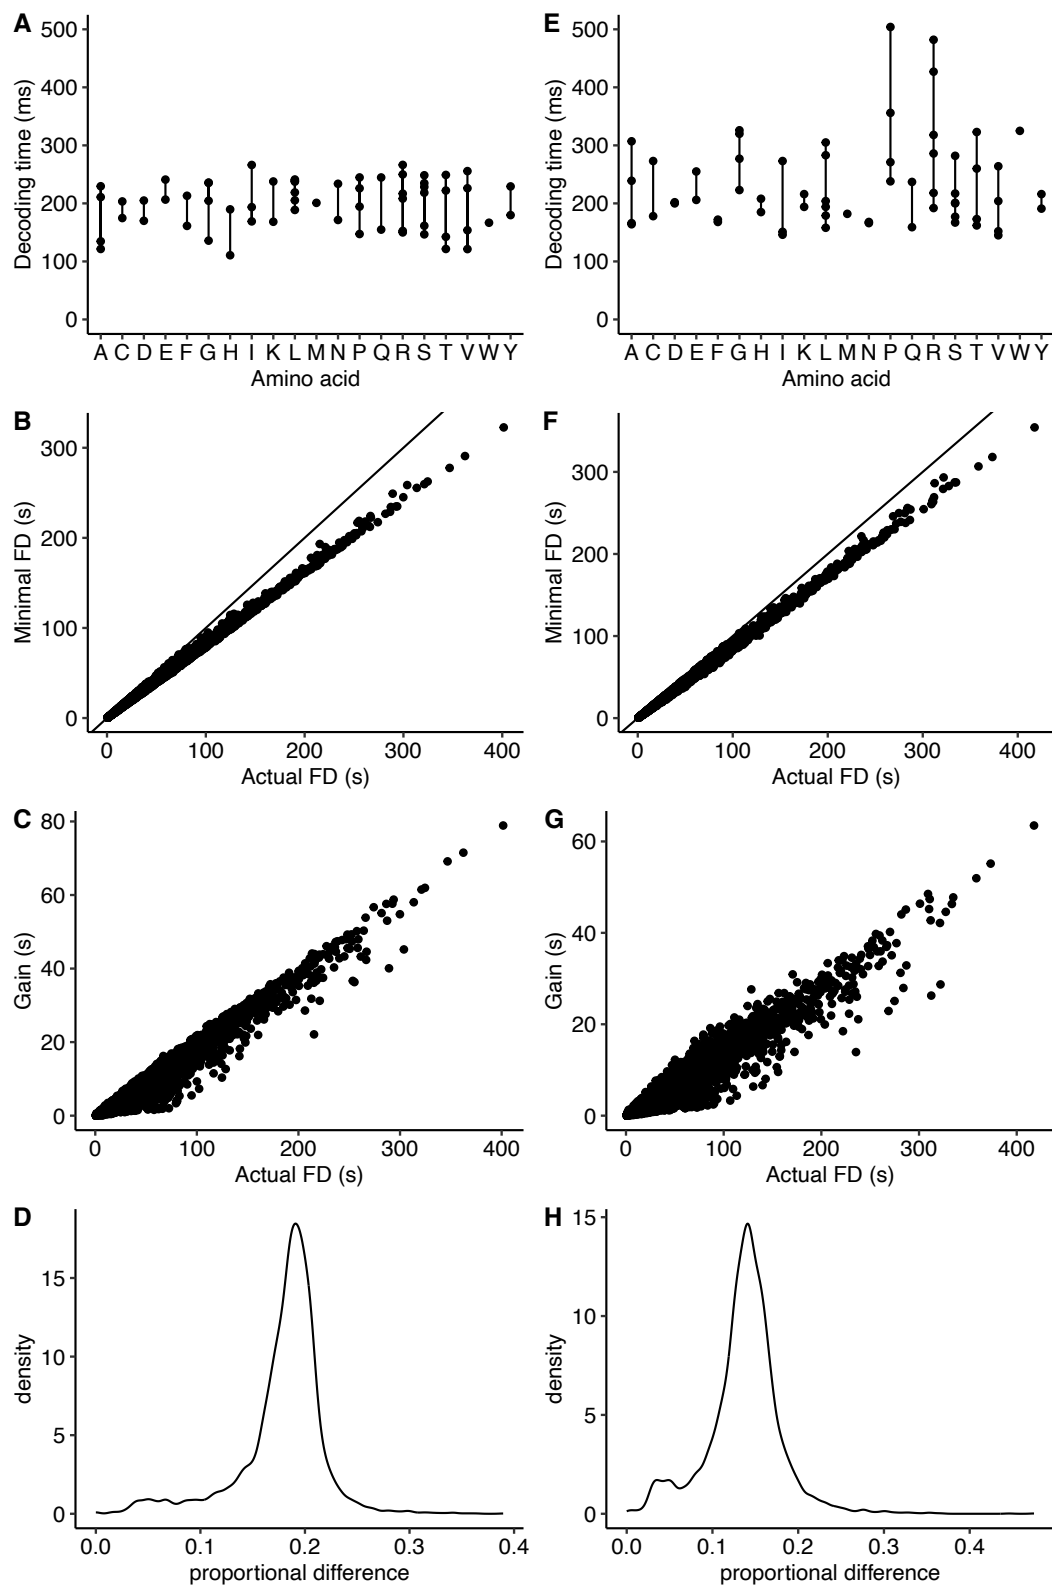 A
Decoding time (ms)
500
400
300
200
100
0
A C D E F G H I K L M N P Q R S T V W Y
Amino acid
E
Decoding time (ms)
500
400
300
200
100
0
A C D E F G H I K L M N P Q R S T V W Y
Amino acid
B
Minimal FD (s)
300
200
100
0
0 100 200 300 400
Actual FD (s)
F
Minimal FD (s)
300
200
100
0
0 100 200 300 400
Actual FD (s)
C
Gain (s)
80
60
40
20
0
0 100 200 300 400
Actual FD (s)
G
Gain (s)
60
40
20
0
0 100 200 300 400
Actual FD (s)
D
density
15
10
5
0
0.0 0.1 0.2 0.3 0.4
proportional difference
H
density
15
10
5
0
0.0 0.1 0.2 0.3 0.4
proportional difference